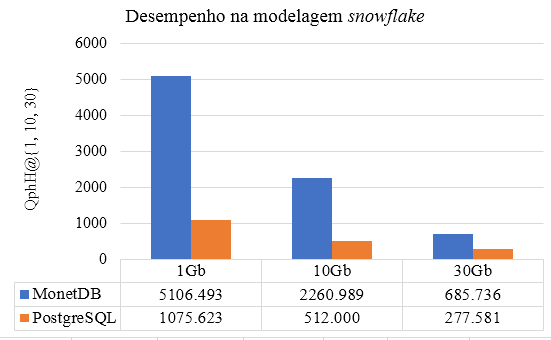 Desempenho na modelagem snowflake
QphH@{1, 10, 30}
6000
5000
4000
3000
2000
1000
0
1Gb 10Gb 30Gb
MonetDB 5106.493 2260.989 685.736
PostgreSQL 1075.623 512.000 277.581